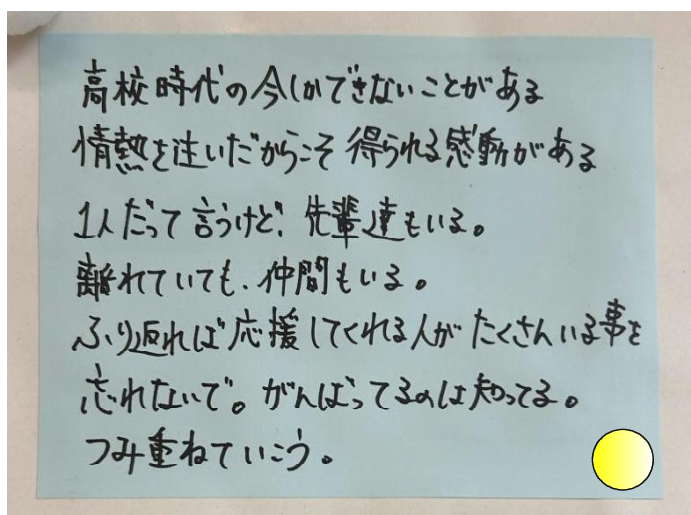 高校時代の今しかできないことがある
情熱を注いだからこそ得られる感動がある
1人だって言うけど、先輩達もいる。
離れていても、仲間もいる。
ふり返れば応援してくれる人がたくさんいる事を
忘れないで。がんばってるのは知ってる。
つみ重ねていこう。